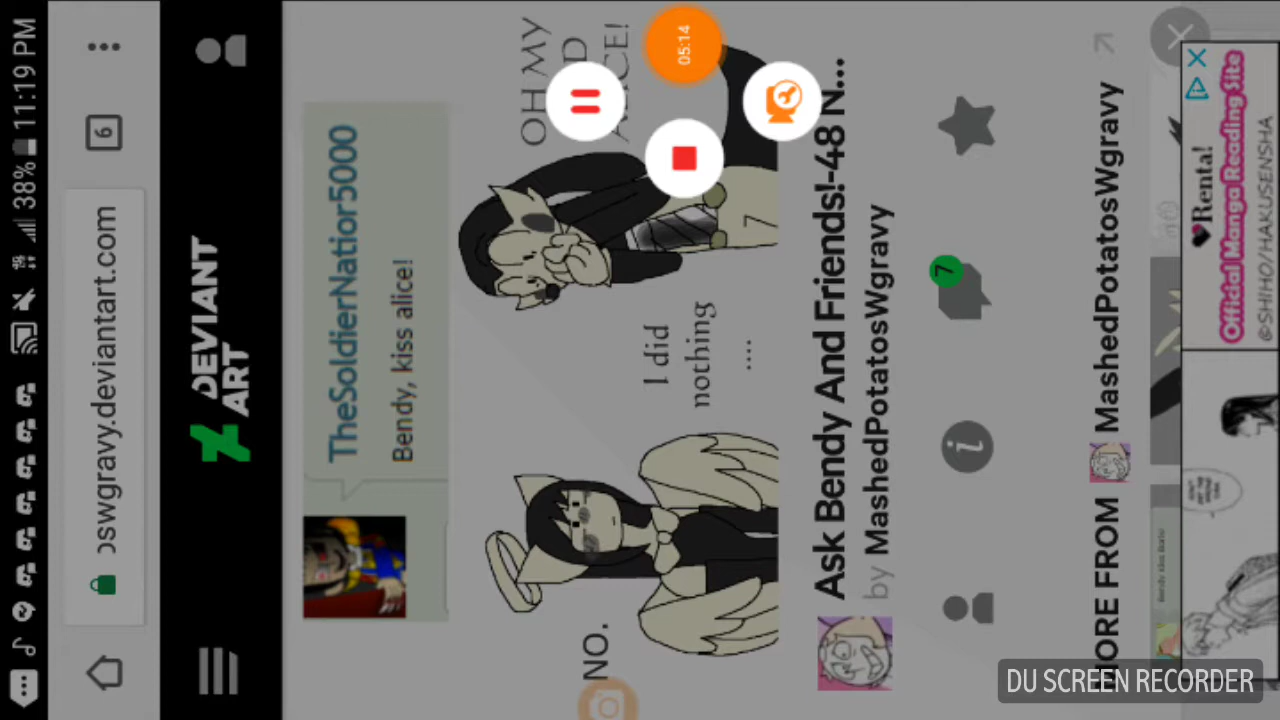 38% 11:19 PM
oswgravy.deviantart.com
6
DEVIANT
ART
TheSoldierNatior5000
Bendy, kiss alice!
NO.
I did
nothing
....
OH MY
05:14
Ask Bendy And Friends!-48 N...
by MashedPotatosWgravy
7
MORE FROM MashedPotatosWgravy
Renta!
Official Manga Reading Site
@SHIHO/HAKUSENSHA
DU SCREEN RECORDER